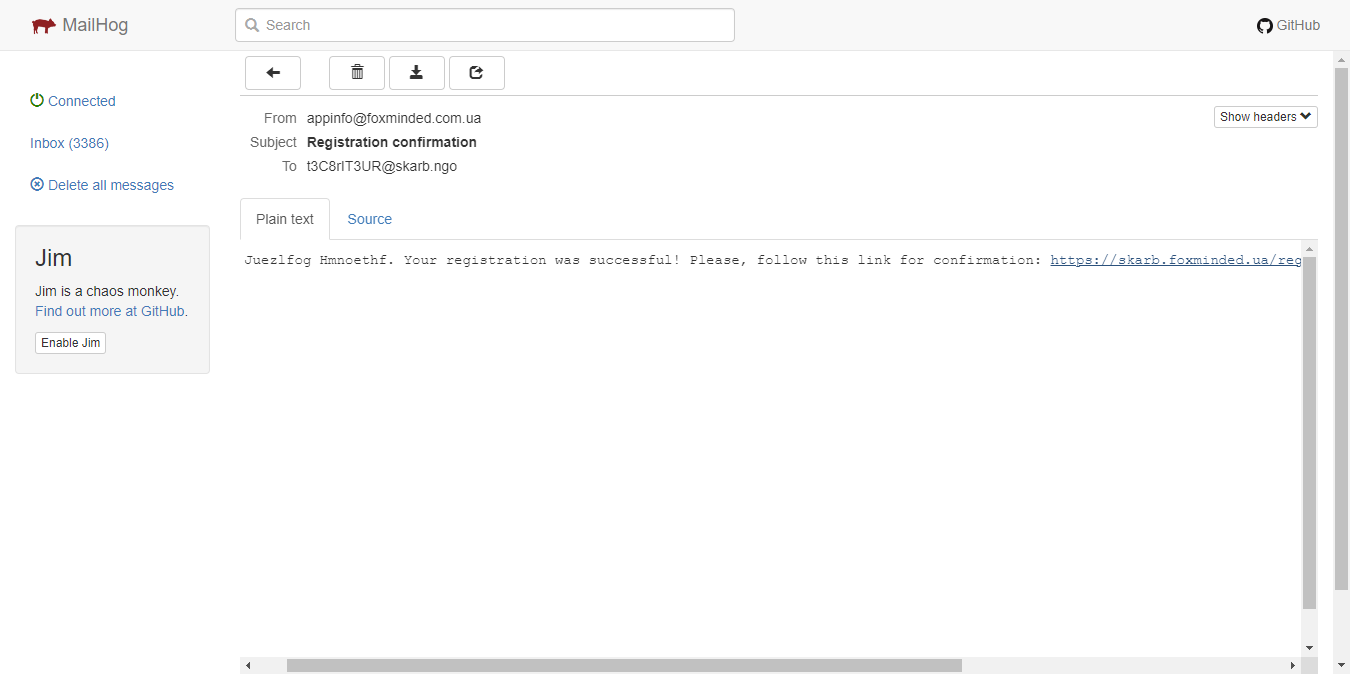 MailHog
Search
GitHub
Connected
Inbox (3386)
Delete all messages
Jim
Jim is a chaos monkey.
Find out more at GitHub.
Enable Jim
From appinfo@foxminded.com.ua
Show headers
Subject Registration confirmation
To t3C8rIT3UR@skarb.ngo
Plain text Source
Juezlfog Hmnoethf. Your registration was successful! Please, follow this link for confirmation: https://skarb.foxminded.ua/reg